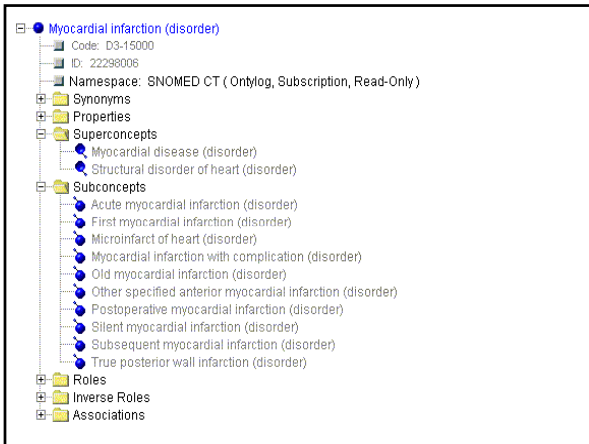 Myocardial infarction (disorder)
Code: D3-15000
ID: 22298006
Namespace: SNOMED CT ( Ontylog, Subscription, Read-Only )
Synonyms
Properties
Superconcepts
Myocardial disease (disorder)
Structural disorder of heart (disorder)
Subconcepts
Acute myocardial infarction (disorder)
First myocardial infarction (disorder)
Microinfarct of heart (disorder)
Myocardial infarction with complication (disorder)
Old myocardial infarction (disorder)
Other specified anterior myocardial infarction (disorder)
Postoperative myocardial infarction (disorder)
Silent myocardial infarction (disorder)
Subsequent myocardial infarction (disorder)
True posterior wall infarction (disorder)
Roles
Inverse Roles
Associations